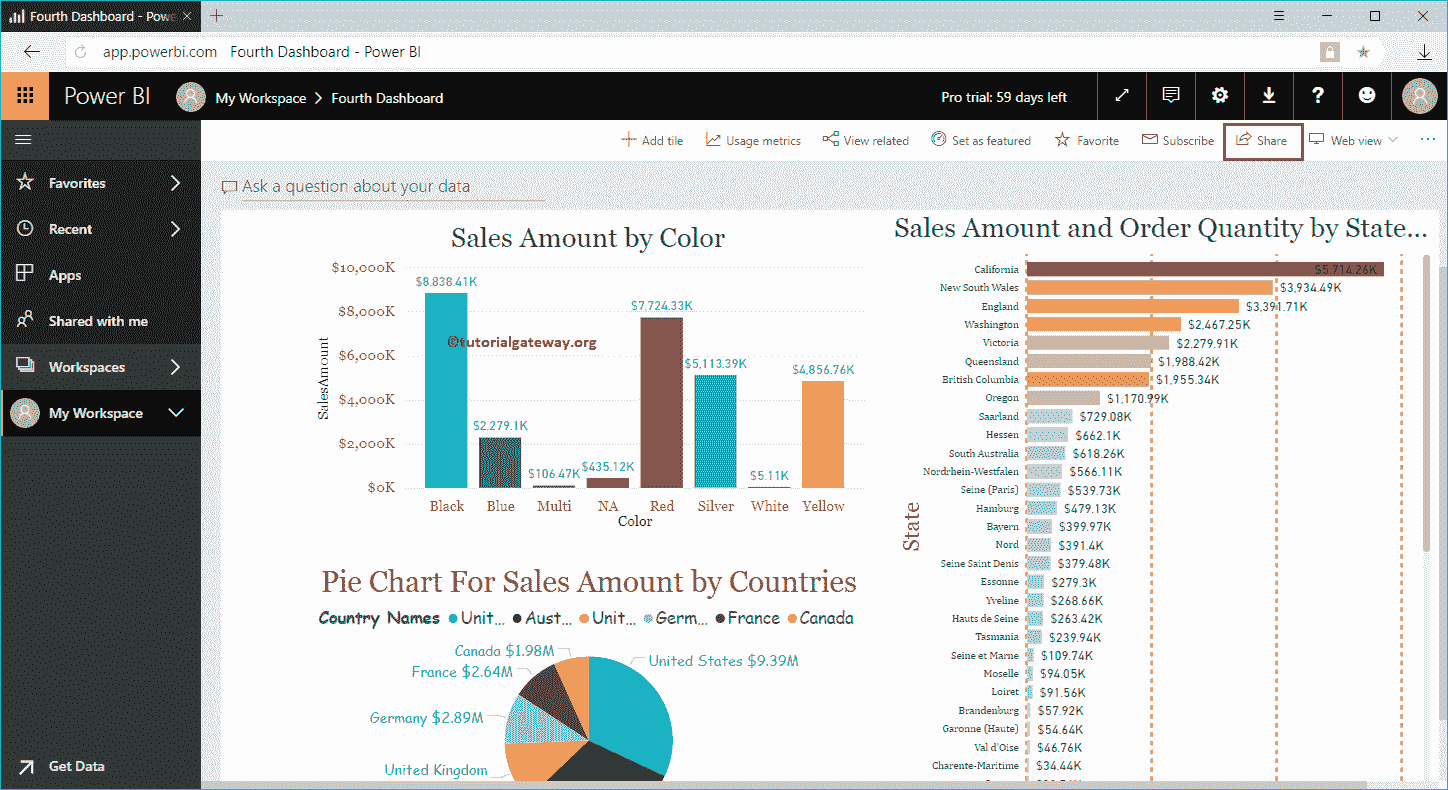 Fourth Dashboard - Powe
app.powerbi.com Fourth Dashboard - Power BI
Power BI My Workspace > Fourth Dashboard Pro trial: 59 days left
Add tile Usage metrics View related Set as featured Favorite Subscribe Share Web view ...
Favorites
Recent
Apps
Shared with me
Workspaces
My Workspace
Get Data
Ask a question about your data
Sales Amount by Color
SalesAmount
$10,000K
$8,000K
$6,000K
$4,000K
$2,000K
$0K
$8,838.41K
$2,279.1K
$106.47K
$435.12K
$7,724.33K
$5,113.39K
$5.11K
$4,856.76K
©tutorialgateway.org
Black Blue Multi NA Red Silver White Yellow
Color
Pie Chart For Sales Amount by Countries
Country Names Unit... Aust... Unit... Germ... France Canada
Canada $1.98M
France $2.64M
Germany $2.89M
United Kingdom
United States $9.39M
Sales Amount and Order Quantity by State...
State
California $5,714.26K
New South Wales $3,934.49K
England $3,391.71K
Washington $2,467.25K
Victoria $2,279.91K
Queensland $1,988.42K
British Columbia $1,955.34K
Oregon $1,170.99K
Saarland $729.08K
Hessen $662.1K
South Australia $618.26K
Nordrhein-Westfalen $566.11K
Seine (Paris) $539.73K
Hamburg $479.13K
Bayern $399.97K
Nord $391.4K
Seine Saint Denis $379.48K
Essonne $279.3K
Yveline $268.66K
Hauts de Seine $263.42K
Tasmania $239.94K
Seine et Marne $109.74K
Moselle $94.05K
Loiret $91.56K
Brandenburg $57.92K
Garonne (Haute) $54.64K
Val d'Oise $46.76K
Charente-Maritime $34.44K